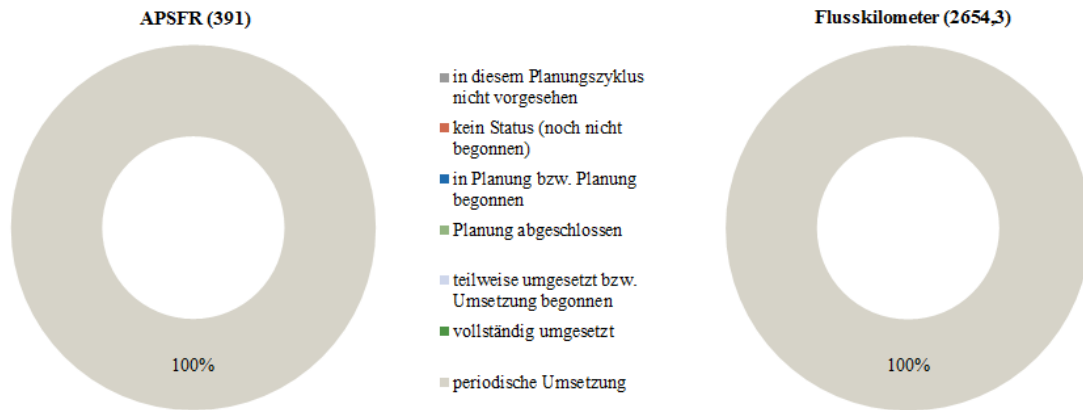 APSFR (391)
Flusskilometer (2654,3)
in diesem Planungszyklus
nicht vorgesehen
kein Status (noch nicht
begonnen)
in Planung bzw. Planung
begonnen
Planung abgeschlossen
teilweise umgesetzt bzw.
Umsetzung begonnen
vollständig umgesetzt
periodische Umsetzung
100%
100%